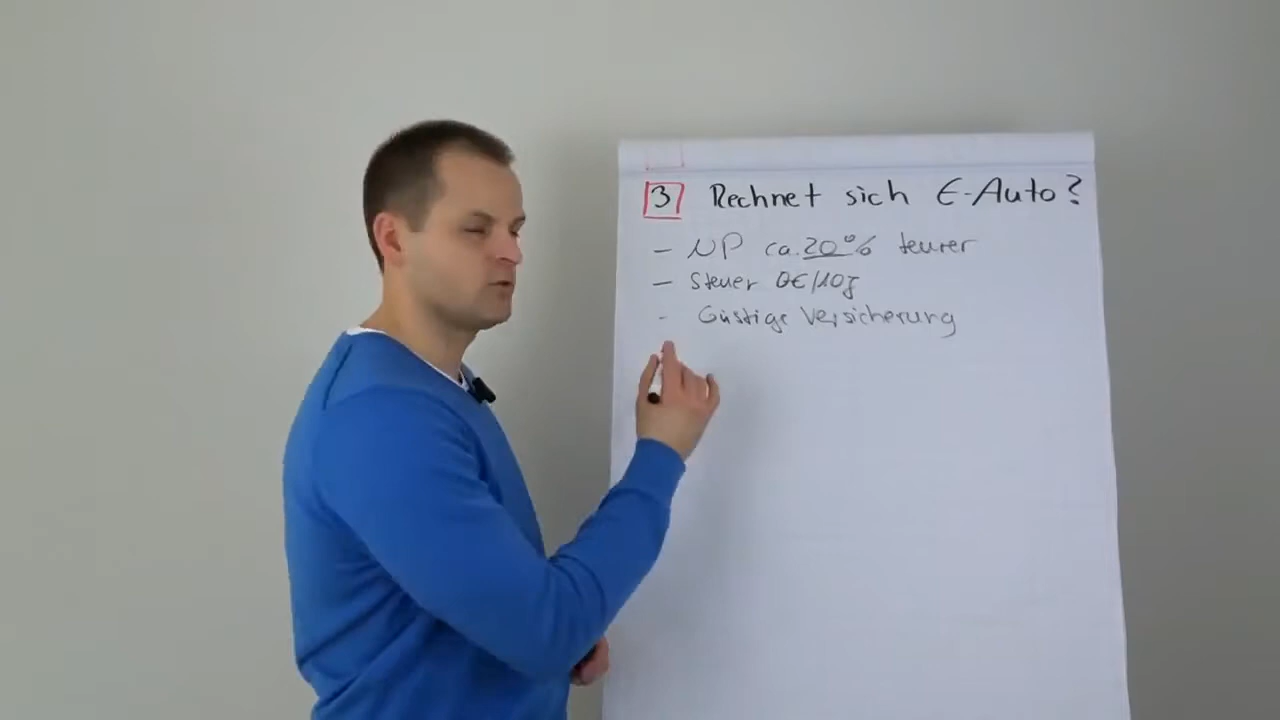 3 Rechnet sich E-Auto?
- NP ca. 20% teurer
- Steuer 0€/10J
- Günstige Versicherung